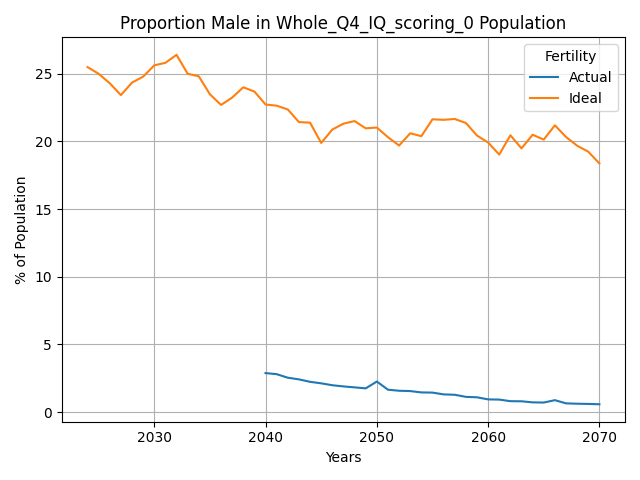 Proportion Male in Whole_Q4_IQ_scoring_0 Population
Fertility
Actual
Ideal
% of Population
25
20
15
10
5
0
2030
2040
2050
2060
2070
Years